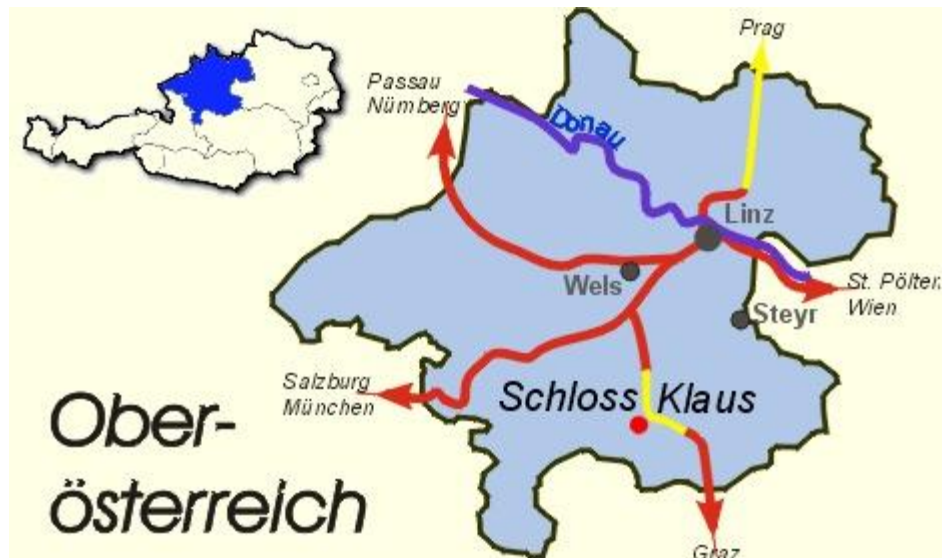 Prag
Passau
Nürnberg
Donau
Linz
Wels
St. Pölten
Wien
Steyr
Salzburg
München
Schloss Klaus
Ober-
österreich
Graz